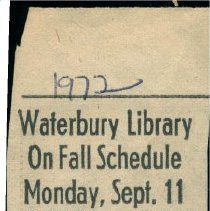 1972
Waterbury Library
On Fall Schedule
Monday, Sept. 11